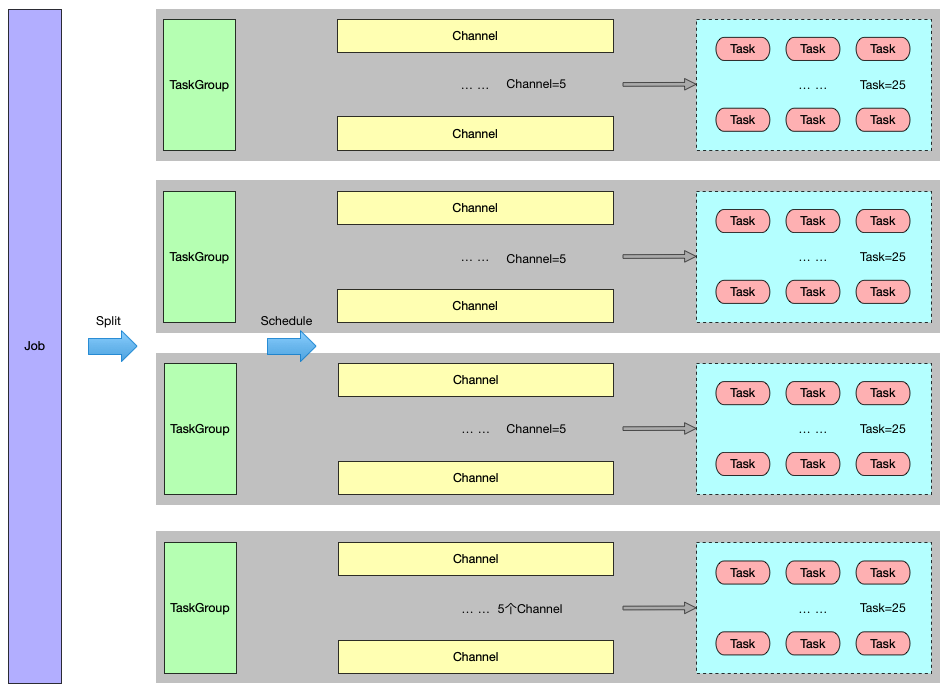 Job
Split
Schedule
TaskGroup
Channel
… … Channel=5
Channel
Task Task Task
… … Task=25
Task Task Task
TaskGroup
Channel
… … Channel=5
Channel
Task Task Task
… … Task=25
Task Task Task
TaskGroup
Channel
… … Channel=5
Channel
Task Task Task
… … Task=25
Task Task Task
TaskGroup
Channel
… … 5个Channel
Channel
Task Task Task
… … Task=25
Task Task Task